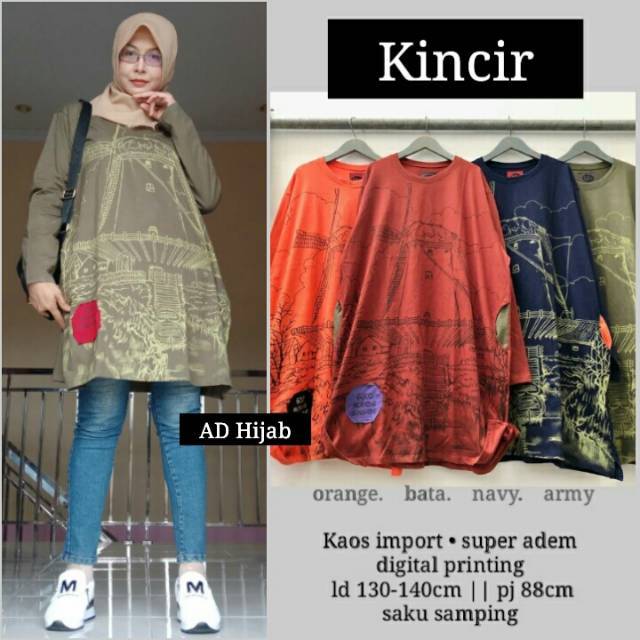 Kincir
AD Hijab
orange. bata. navy. army
Kaos import • super adem
digital printing
ld 130-140cm || pj 88cm
saku samping
M
M